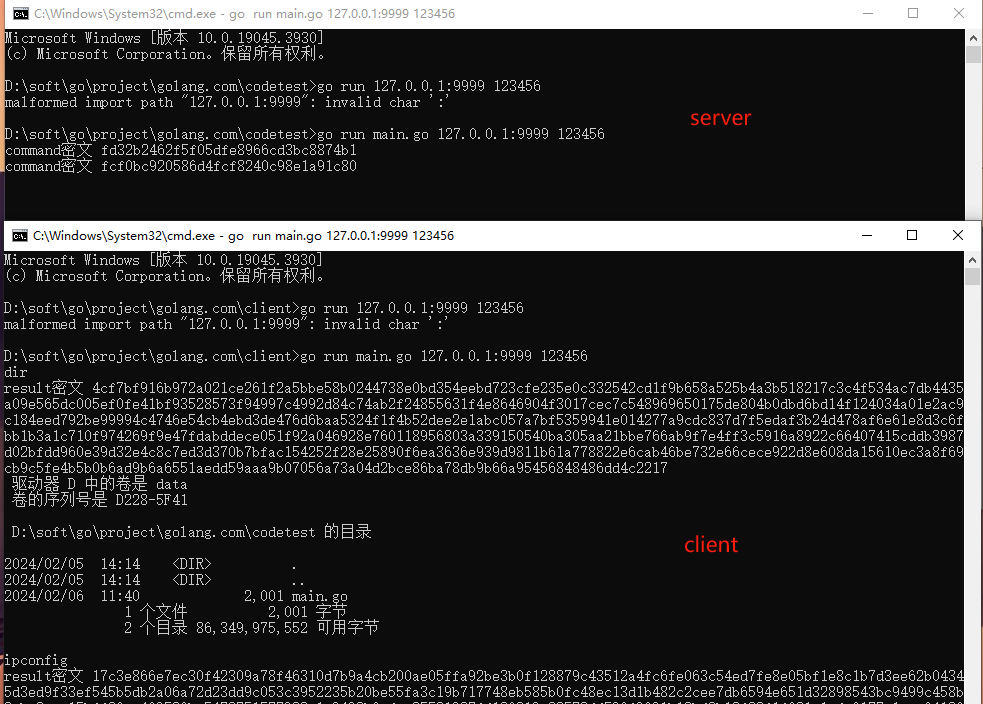 C:\Windows\System32\cmd.exe - go run main.go 127.0.0.1:9999 123456
Microsoft Windows [版本 10.0.19045.3930]
(c) Microsoft Corporation。保留所有权利。
D:\soft\go\project\golang.com\codetest>go run 127.0.0.1:9999 123456
malformed import path "127.0.0.1:9999": invalid char ':'
server
D:\soft\go\project\golang.com\codetest>go run main.go 127.0.0.1:9999 123456
command密文 fd32b2462f5f05dfe8966cd3bc8874b1
command密文 fcf0bc920586d4fcf8240c98e1a91c80
C:\Windows\System32\cmd.exe - go run main.go 127.0.0.1:9999 123456
Microsoft Windows [版本 10.0.19045.3930]
(c) Microsoft Corporation。保留所有权利。
D:\soft\go\project\golang.com\client>go run 127.0.0.1:9999 123456
malformed import path "127.0.0.1:9999": invalid char ':'
D:\soft\go\project\golang.com\client>go run main.go 127.0.0.1:9999 123456
dir
result密文 4cf7bf916b972a021ce261f2a5bbe58b0244738e0bd354eebd723cfe235e0c332542cd1f9b658a525b4a3b518217c3c4f534ac7db4435
a09e565dc005ef0fe41bf93528573f94997c4992d84c74ab2f24855631f4e8646904f3017cec7c548969650175de804b0dbd6bd14f124034a01e2ac9
c184eed792be99994c4746e54cb4ebd3de476d6baa5324f1f4b52dee2e1abc057a7bf5359941e014277a9cdc837d7f5edaf3b24d478af6e61e8d3c6f
bb1b3a1c710f974269f9e47fdabddece051f92a046928e760118956803a339150540ba305aa21bbe766ab9f7e4ff3c5916a8922c66407415cddb3987
d02bfdd960e39d32e4c8c7ed3d370b7bfac154252f28e25890f6ea3636e939d9811b61a778822e6cab46be732e66cece922d8e608da15610ec3a8f69
cb9c5fe4b5b0b6ad9b6a6551aedd59aaa9b07056a73a04d2bce86ba78db9b66a95456848486dd4c2217
驱动器 D 中的卷是 data
卷的序列号是 D228-5F41
D:\soft\go\project\golang.com\codetest 的目录
client
2024/02/05 14:14 <DIR> .
2024/02/05 14:14 <DIR> ..
2024/02/06 11:40 2,001 main.go
1 个文件 2,001 字节
2 个目录 86,349,975,552 可用字节
ipconfig
result密文 17c3e866e7ec30f42309a78f46310d7b9a4cb200ae05ffa92be3b0f128879c43512a4fc6fe063c54ed7fe8e05bf1e8c1b7d3ee62b0434
5d3ed9f33ef545b5db2a06a72d23dd9c053c3952235b20be55fa3c19b717748eb585b0fc48ec13d1b482c2cee7db6594e651d32898543bc9499c458b